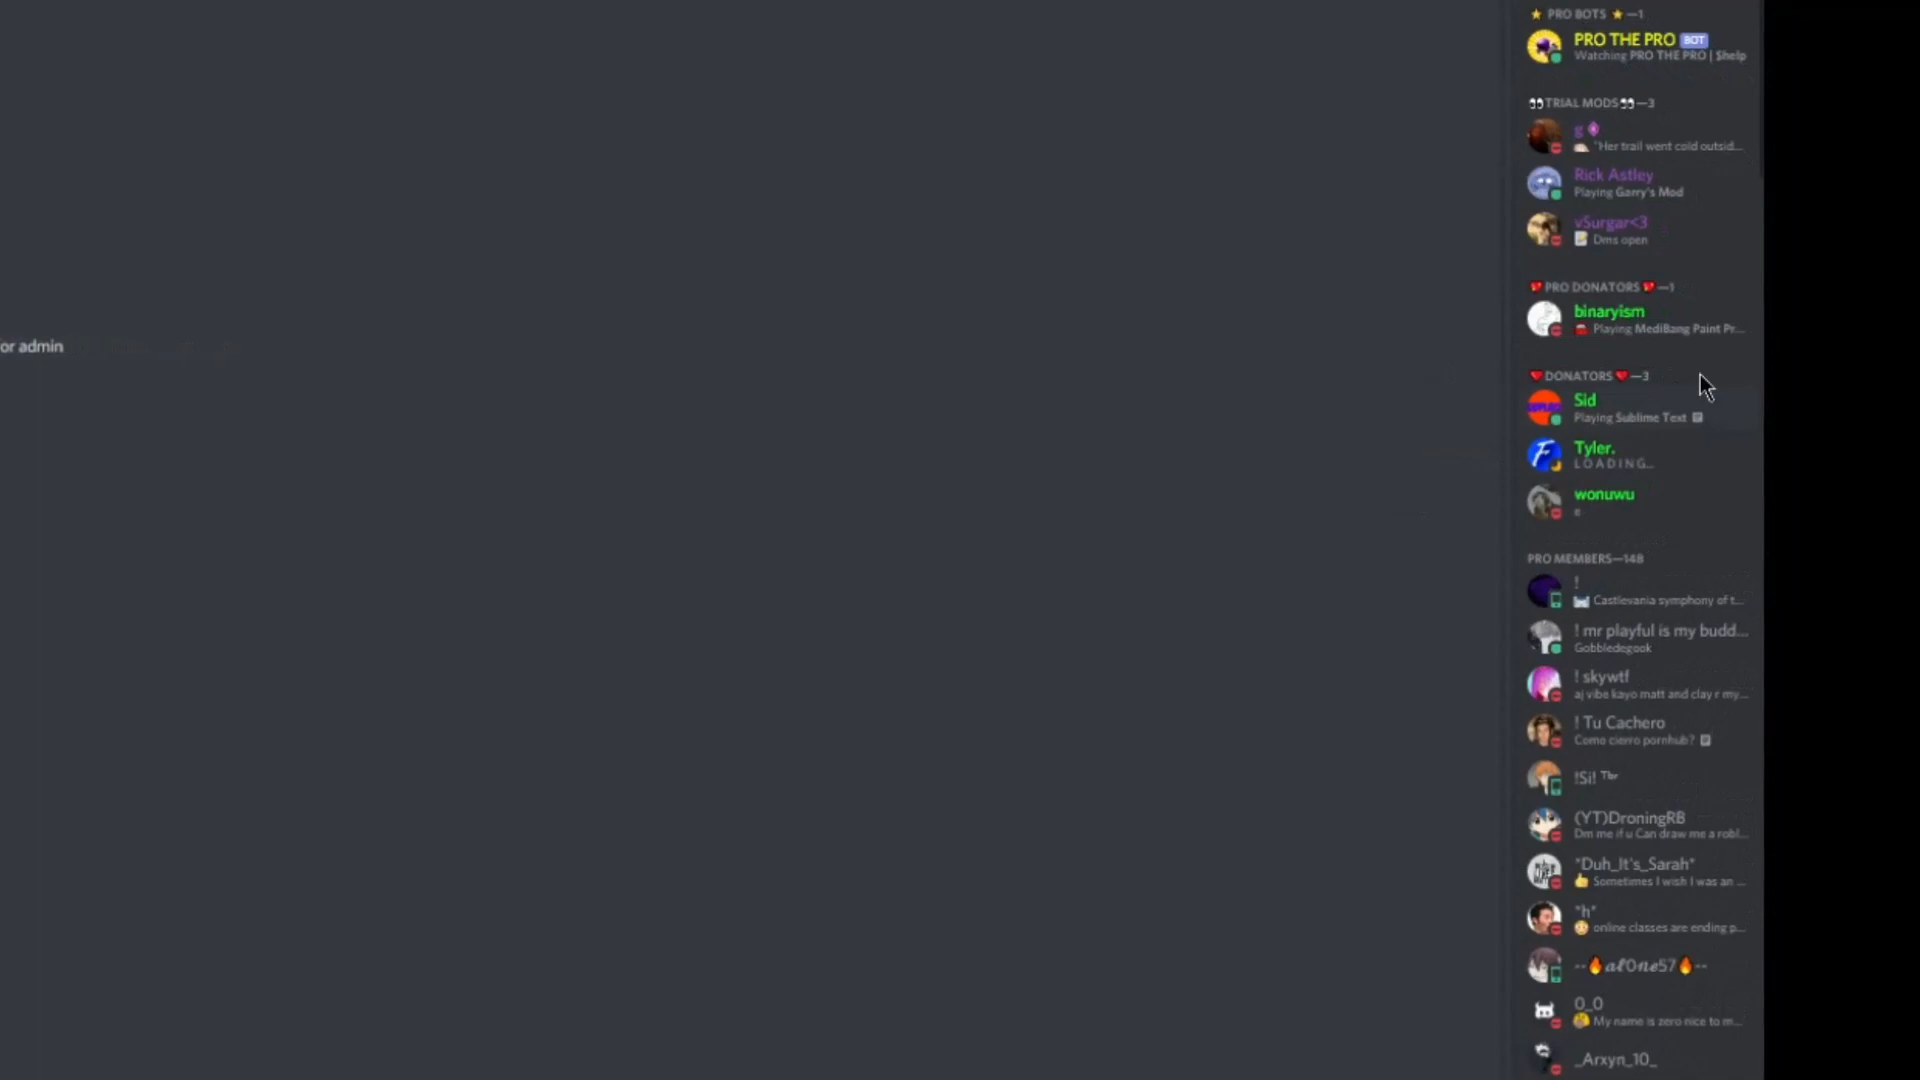 ⭐ PRO BOTS ⭐—1
PRO THE PRO BOT
Watching PRO THE PRO | $help
👀TRIAL MODS👀—3
g
"Her trail went cold outsid...
Rick Astley
Playing Garry's Mod
vSurgar<3
📝 Dms open
PRO DONATORS —1
binaryism
Playing MediBang Paint Pr...
or admin
❤DONATORS❤—3
Sid
Playing Sublime Text
Tyler.
LOADING...
wonuwu
e
PRO MEMBERS—148
!
Castlevania symphony of t...
! mr playful is my budd...
Gobbledegook
! skywtf
aj vibe kayo matt and clay r my...
! Tu Cachero
Como cierro pornhub?
!Si! ᵀᵇʳ
(YT)DroningRB
Dm me if u Can draw me a robl...
*Duh_It's_Sarah*
👍 Sometimes I wish I was an ...
*h*
😳 online classes are ending p...
--🔥𝓪𝓵0𝓷𝓮57🔥--
0_0
My name is zero nice to m...
_Arxyn_10_